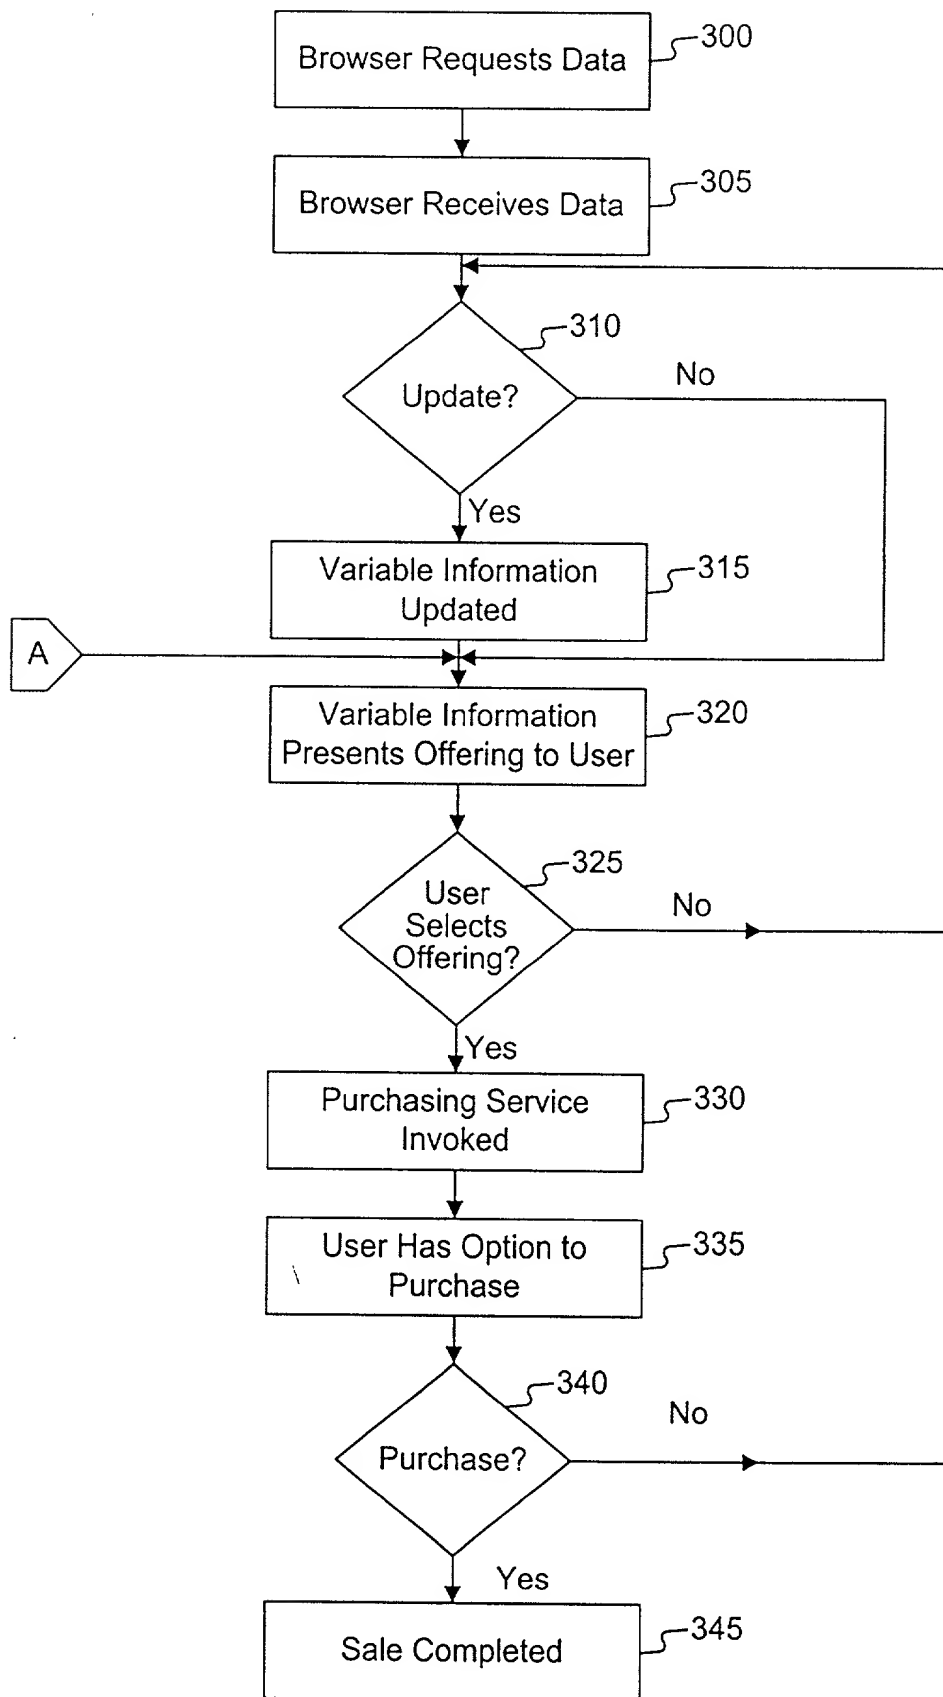 Browser Requests Data
300
Browser Receives Data
305
310
Update?
No
Yes
Variable Information
Updated
315
A
Variable Information
Presents Offering to User
320
325
User
Selects
Offering?
No
Yes
Purchasing Service
Invoked
330
User Has Option to
Purchase
335
340
Purchase?
No
Yes
Sale Completed
345